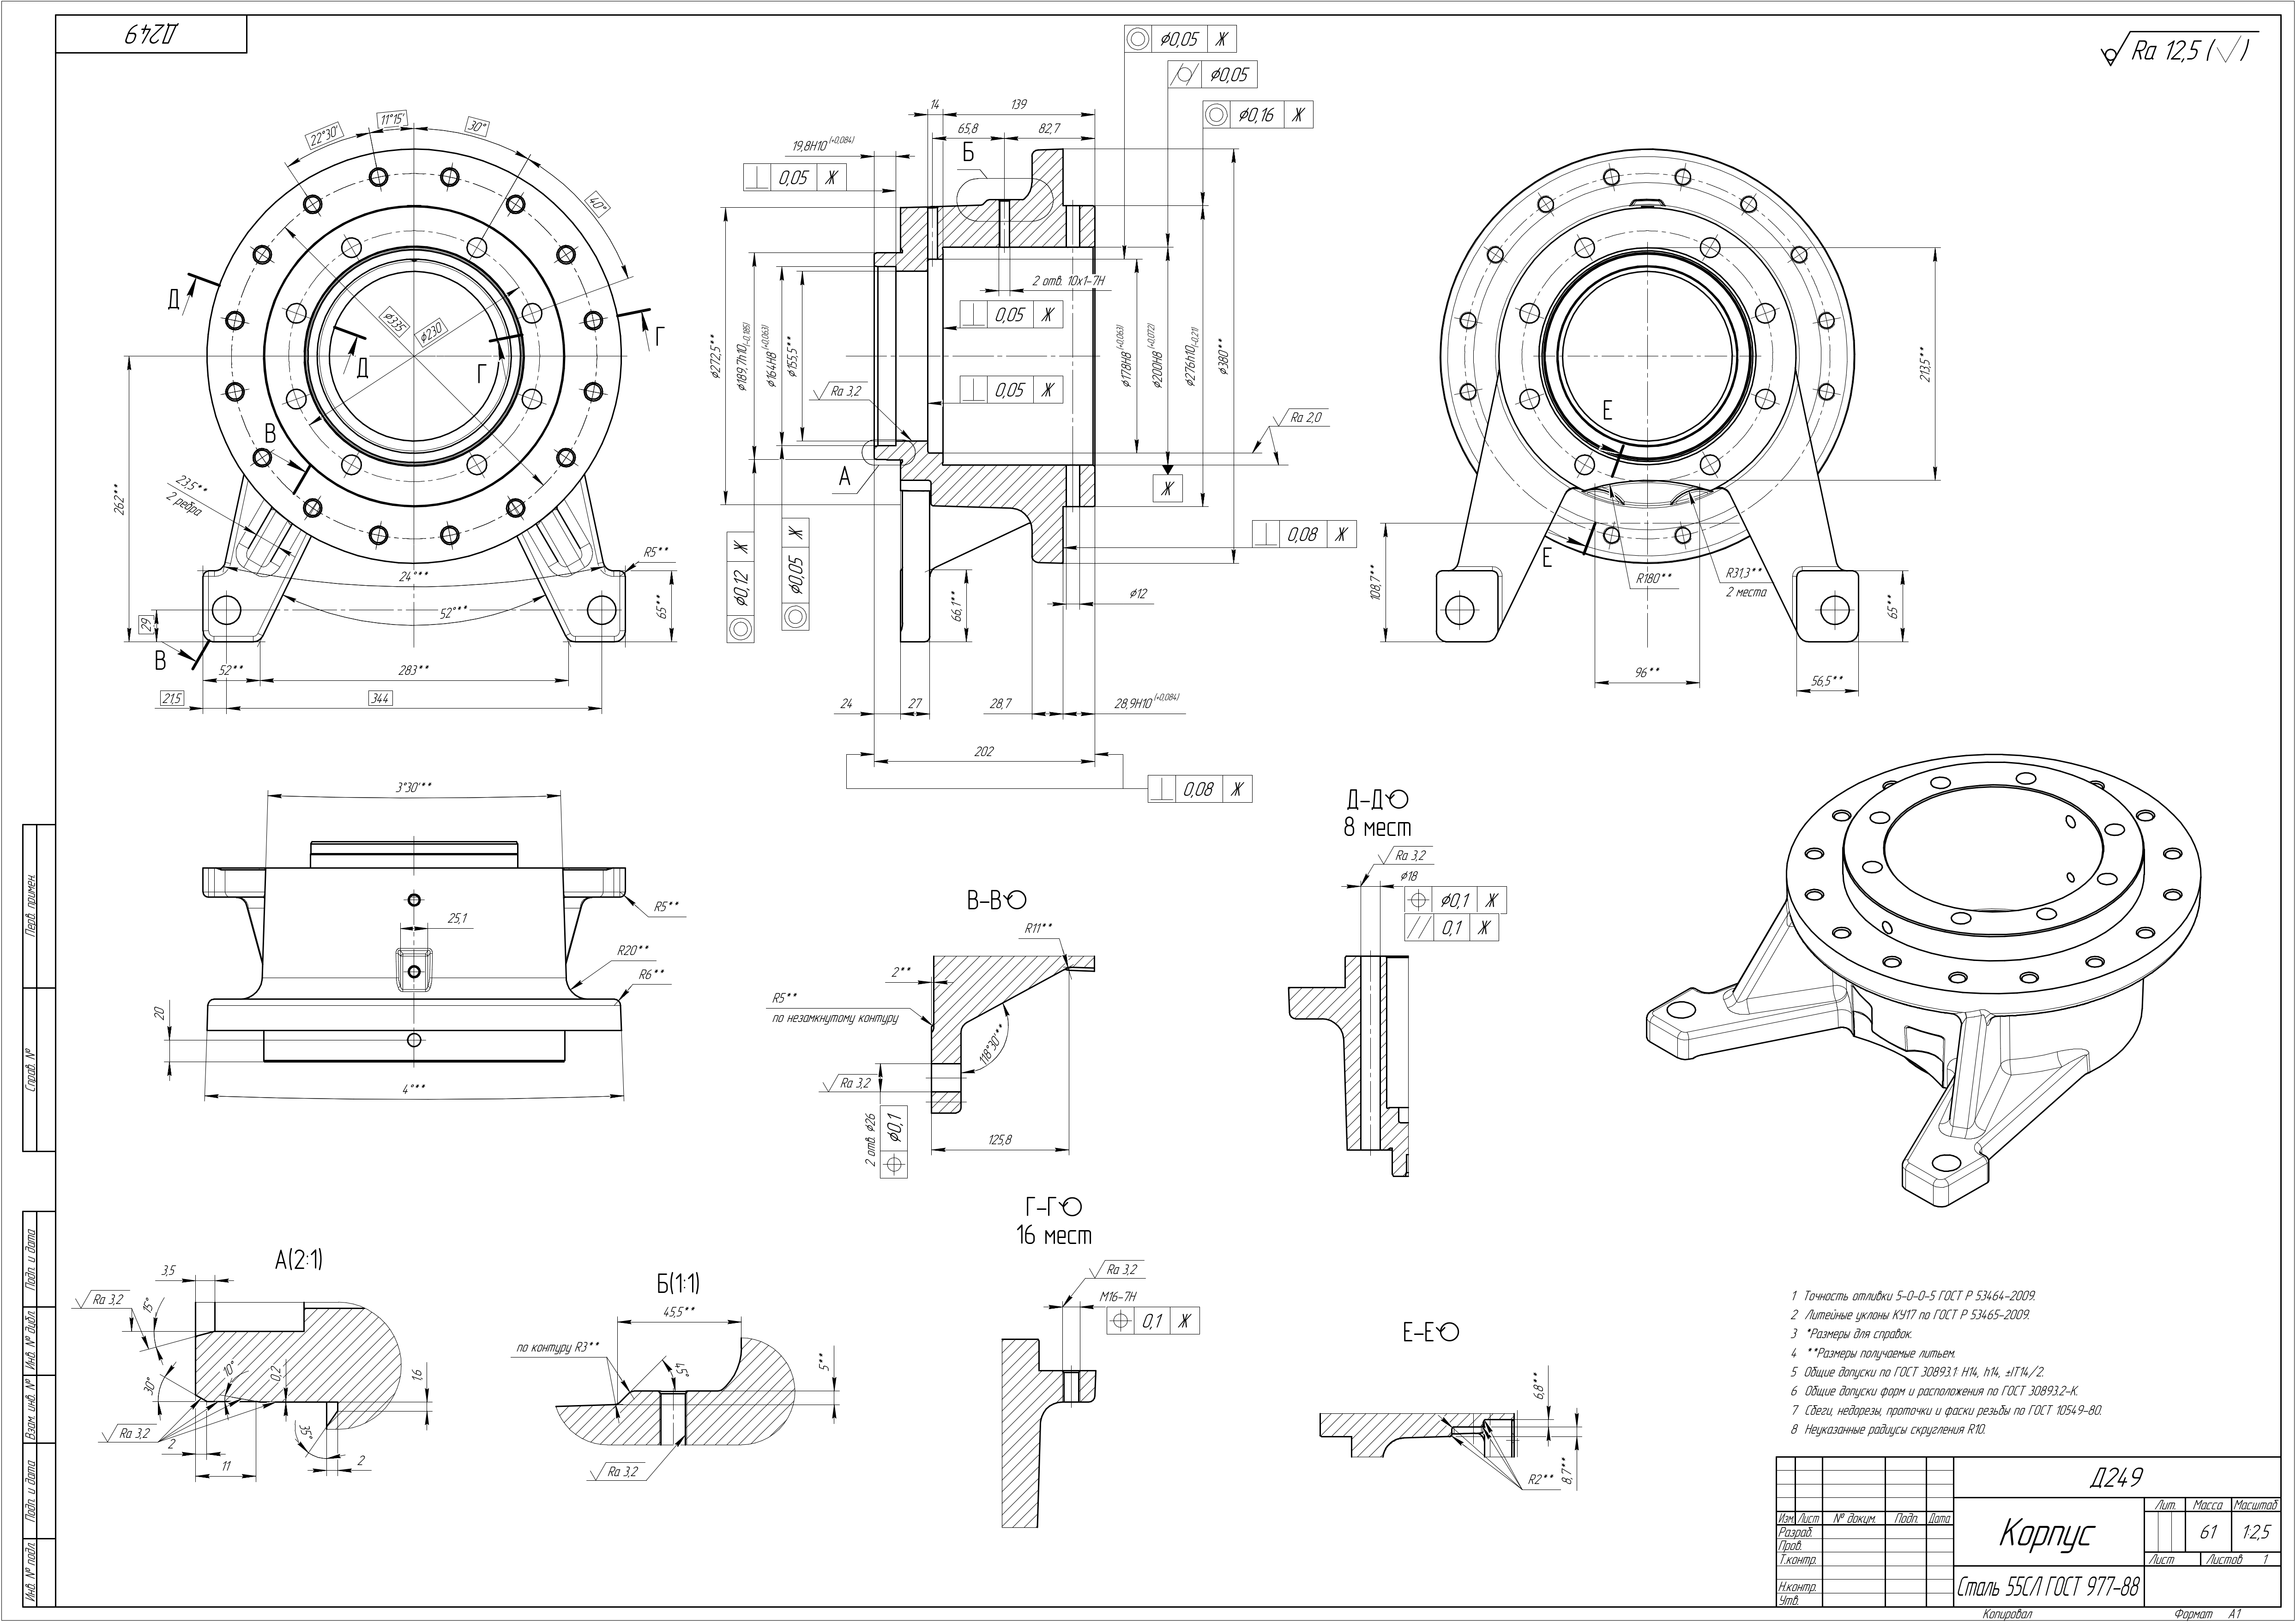 Д249
Ra 12,5 (√)
22°30'
11°15'
30°
40°
Д
Д
Г
Г
В
В
⌀335
⌀230
262**
23,5**
2 ребра
R5**
24°**
52°**
65**
29
52**
283**
21,5
344
⌀0,05 Ж
⌀0,05
⌀0,16 Ж
14
139
65,8
82,7
19,8H10(+0,084)
0,05 Ж
Б
2 отв. 10х1-7Н
0,05 Ж
0,05 Ж
⌀272,5**
⌀189,7h10(-0,185)
⌀164H8(+0,063)
⌀155,5**
⌀178H8(+0,063)
⌀200H8(+0,072)
⌀276h10(-0,21)
⌀380**
Ra 3,2
Ra 2,0
А
Ж
0,08 Ж
⌀0,12 Ж
⌀0,05 Ж
66,1**
⌀12
24
27
28,7
28,9H10(+0,084)
202
0,08 Ж
213,5**
Е
Е
108,7**
R180**
R31,3**
2 места
65**
96**
56,5**
3°30'**
25,1
R5**
R20**
R6**
20
4°**
В-В
R11**
2**
R5**
по незамкнутому контуру
118°30'**
Ra 3,2
2 отв. ⌀26
⌀0,1
125,8
Д-Д
8 мест
Ra 3,2
⌀18
⌀0,1 Ж
0,1 Ж
Г-Г
16 мест
Ra 3,2
М16-7Н
0,1 Ж
А(2:1)
3,5
Ra 3,2
15°
30°
10°
0,2
1,6
35°
Ra 3,2
2
11
2
Б(1:1)
45,5**
по контуру R3**
45°
5**
Ra 3,2
Е-Е
6,8**
8,7**
R2**
1 Точность отливки 5-0-0-5 ГОСТ Р 53464-2009.
2 Литейные уклоны КУ17 по ГОСТ Р 53465-2009.
3 *Размеры для справок.
4 **Размеры получаемые литьем.
5 Общие допуски по ГОСТ 30893.1: H14, h14, ±IT14/2.
6 Общие допуски форм и расположения по ГОСТ 30893.2-К.
7 Сбеги, недорезы, проточки и фаски резьбы по ГОСТ 10549-80.
8 Неуказанные радиусы скругления R10.
Перв. примен.
Справ. №
Подп. и дата
Инв. № дубл.
Взам. инв. №
Подп. и дата
Инв. № подл.
Д249
Корпус
Сталь 55СЛ ГОСТ 977-88
Лит. Масса Масштаб
61 1:2,5
Лист Листов 1
Изм. Лист № докум. Подп. Дата
Разраб.
Пров.
Т.контр.
Н.контр.
Утв.
Копировал
Формат А1